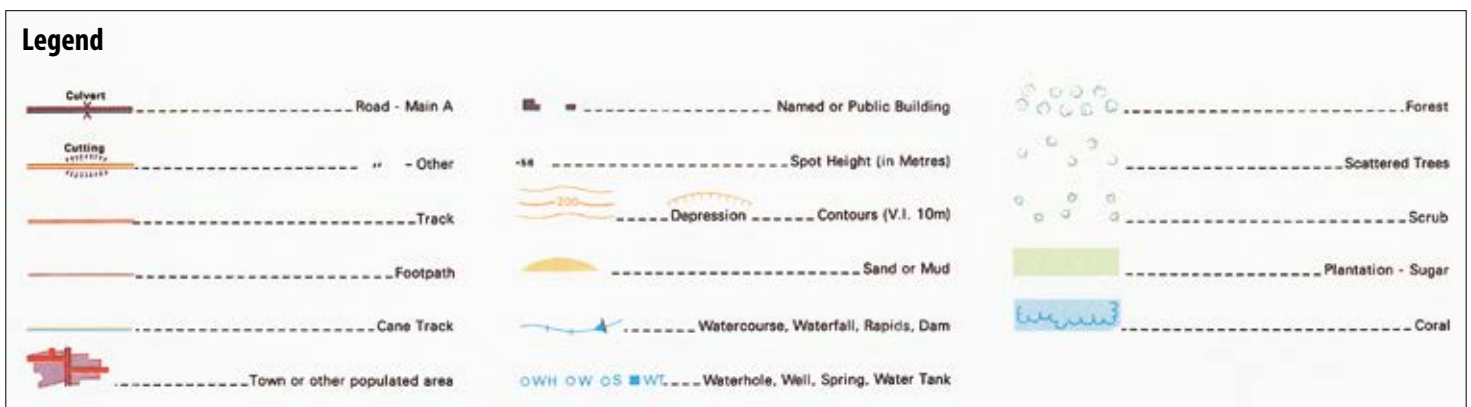 Legend
Culvert
Road - Main A
Cutting
" - Other
Track
Footpath
Cane Track
Town or other populated area
Named or Public Building
·56 Spot Height (in Metres)
200
Depression Contours (V.I. 10m)
Sand or Mud
Watercourse, Waterfall, Rapids, Dam
OWH OW OS WT Waterhole, Well, Spring, Water Tank
Forest
Scattered Trees
Scrub
Plantation - Sugar
Coral